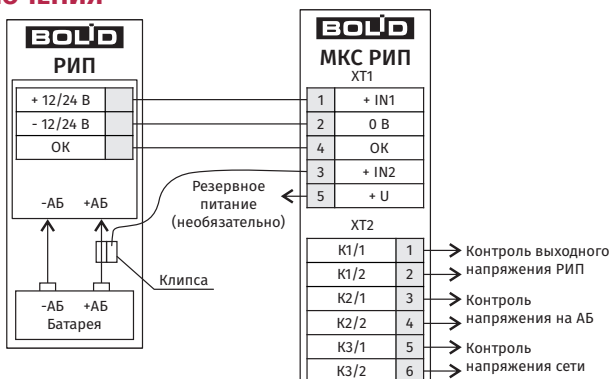 BOLID
РИП
+ 12/24 В
- 12/24 В
ОК
-АБ +АБ
Клипса
-АБ +АБ
Батарея
Резервное
питание
(необязательно)
BOLID
МКС РИП
XT1
1 + IN1
2 0 В
4 ОК
3 + IN2
5 + U
XT2
К1/1 1
К1/2 2
К2/1 3
К2/2 4
К3/1 5
К3/2 6
Контроль выходного
напряжения РИП
Контроль
напряжения на АБ
Контроль
напряжения сети